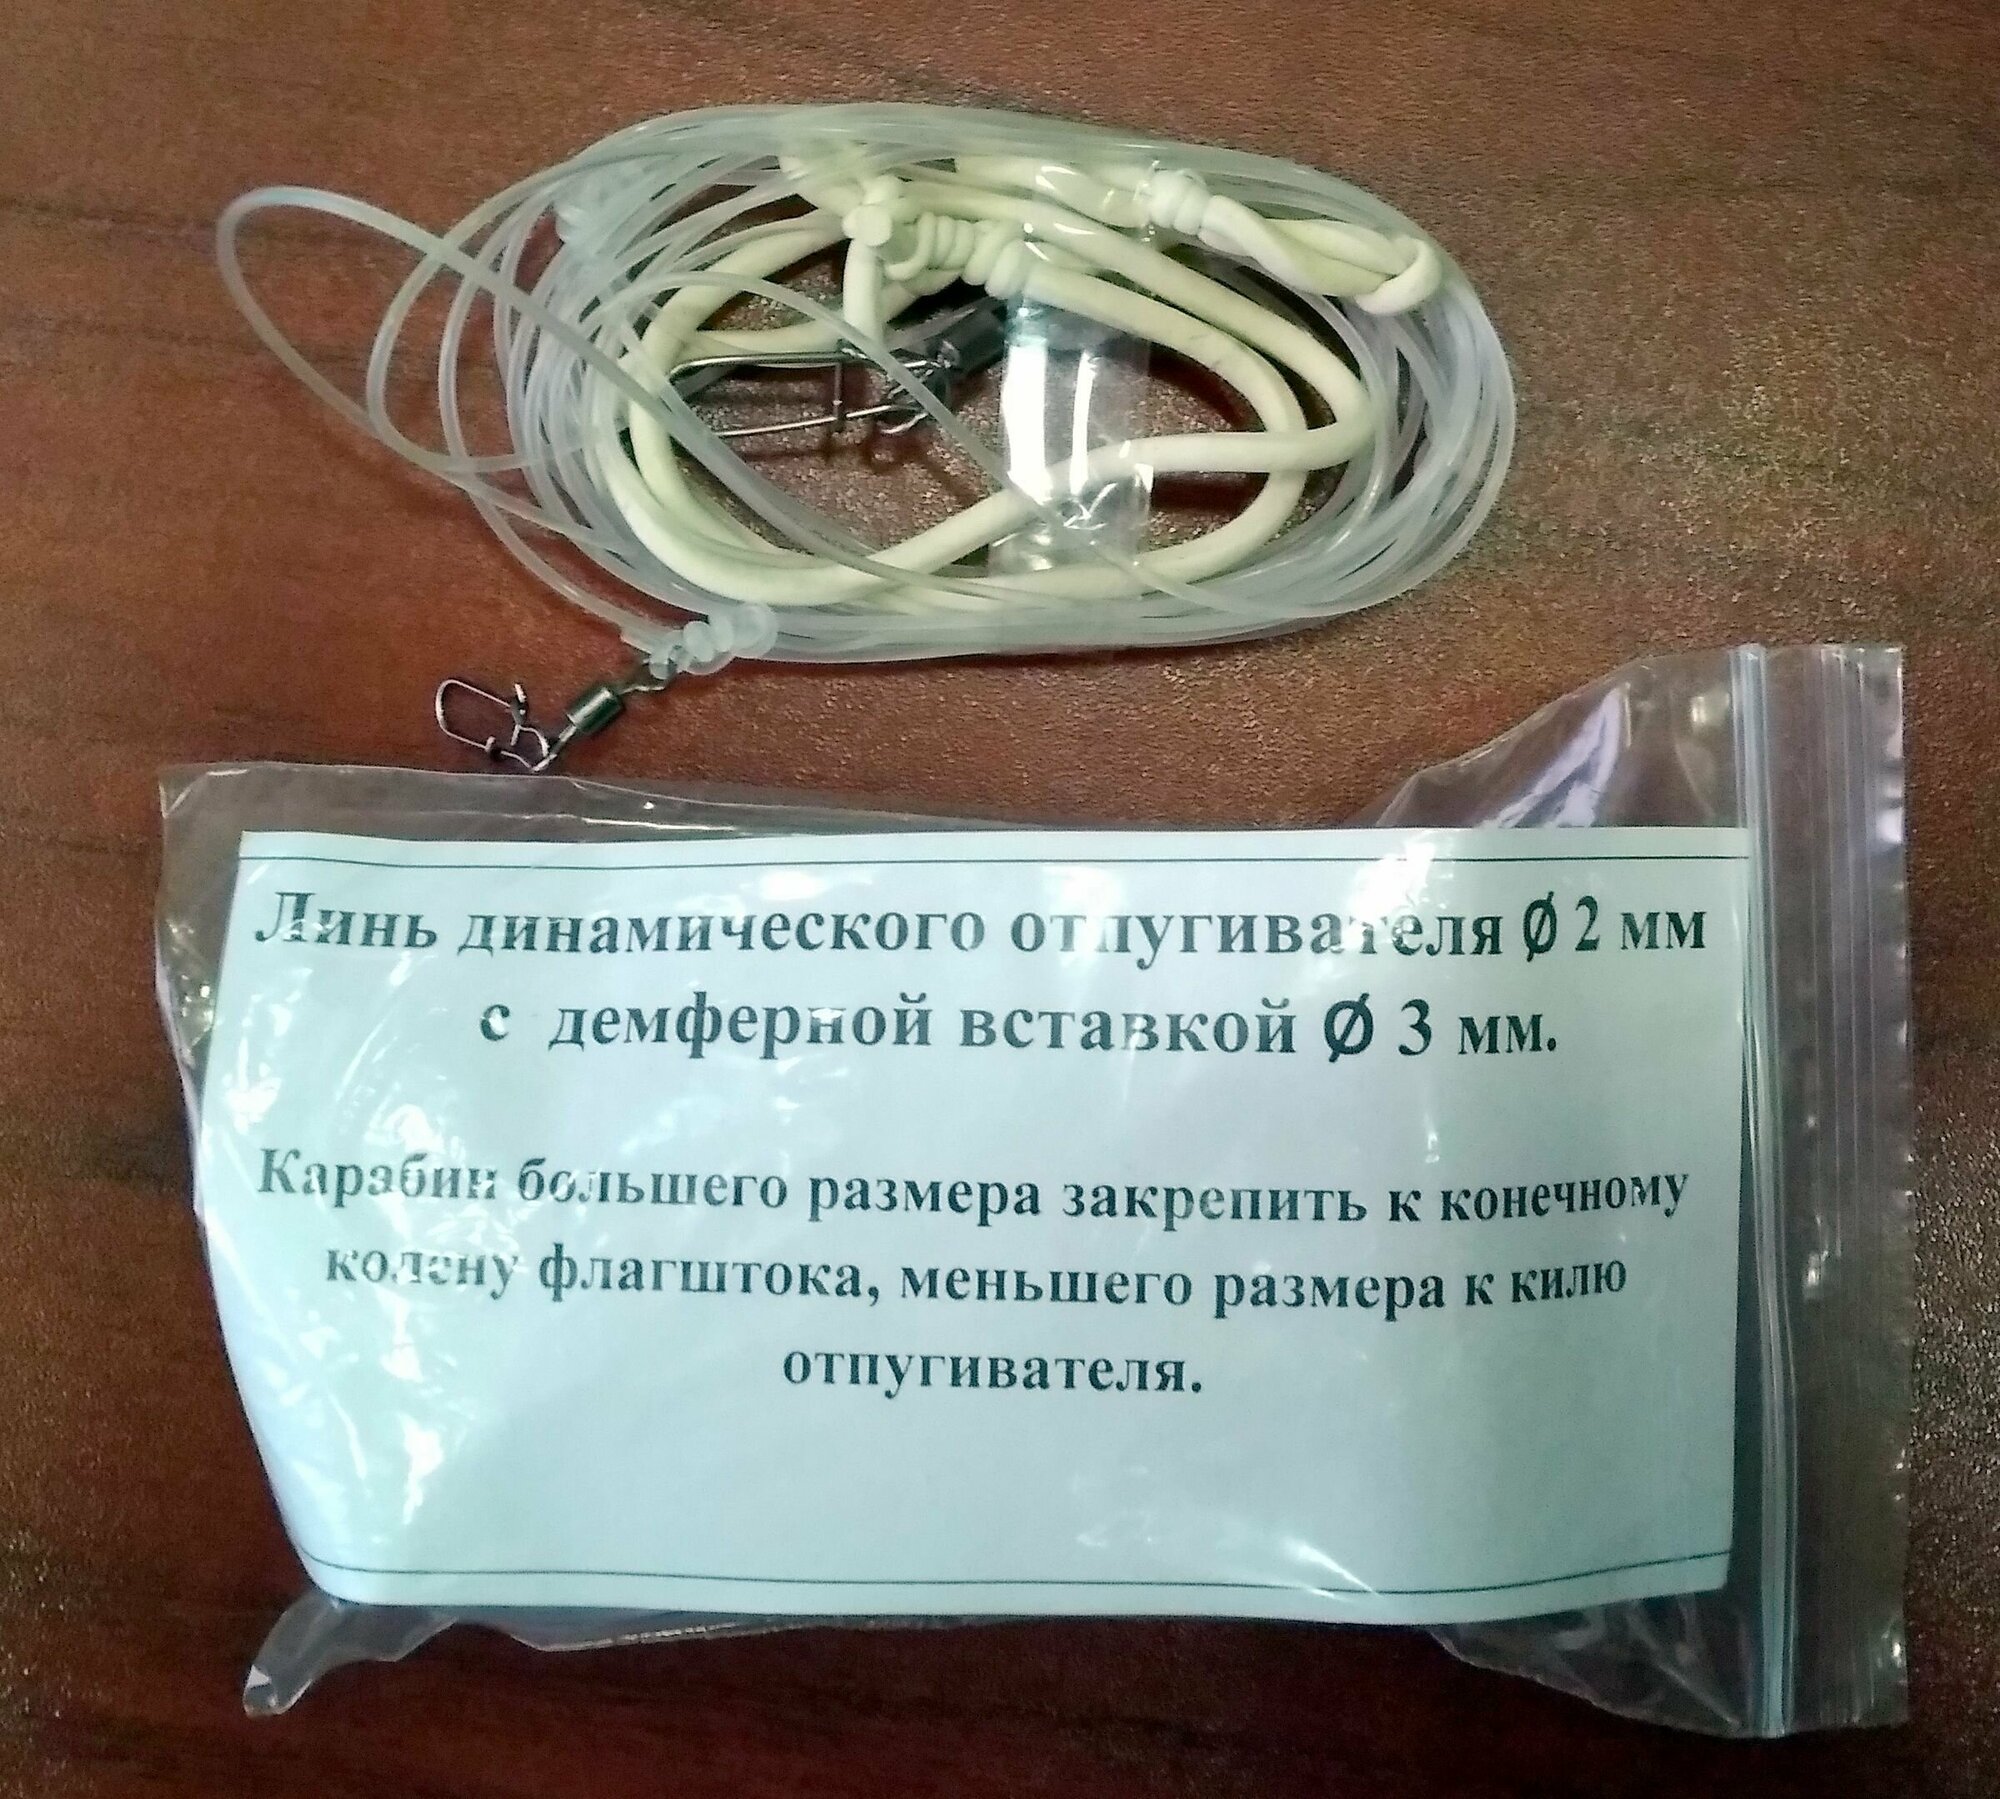 Линь динамического отпугивателя Ø 2 мм
с демферной вставкой Ø 3 мм.
Карабин большего размера закрепить к конечному
колену флагштока, меньшего размера к килю
отпугивателя.